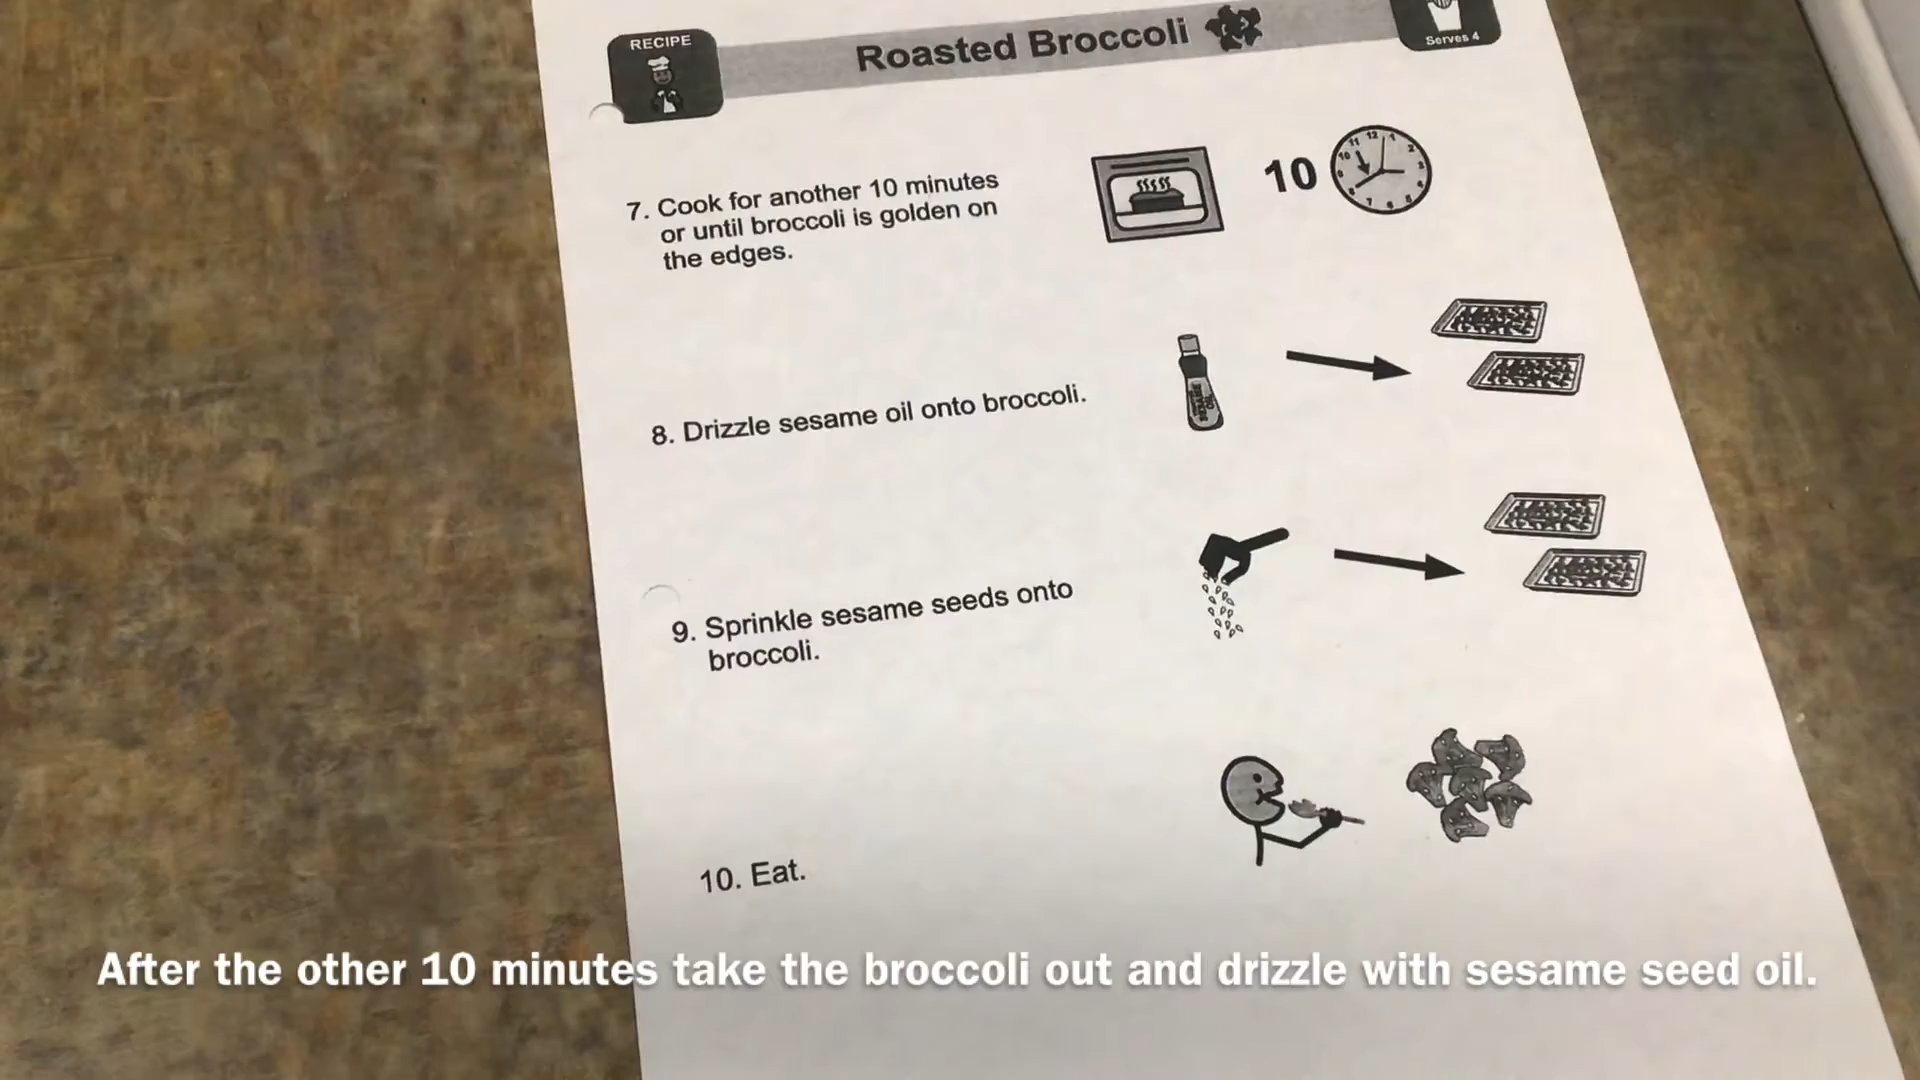 RECIPE
Roasted Broccoli
Serves 4
7. Cook for another 10 minutes
or until broccoli is golden on
the edges.
10
8. Drizzle sesame oil onto broccoli.
SESAME
OIL
9. Sprinkle sesame seeds onto
broccoli.
10. Eat.
After the other 10 minutes take the broccoli out and drizzle with sesame seed oil.